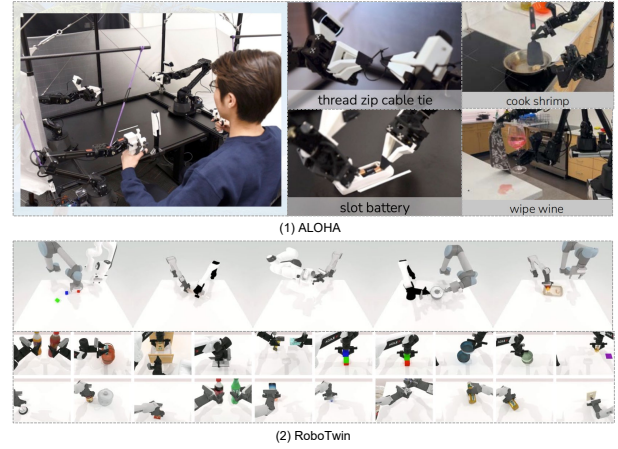 thread zip cable tie
cook shrimp
slot battery
wipe wine
(1) ALOHA
(2) RoboTwin